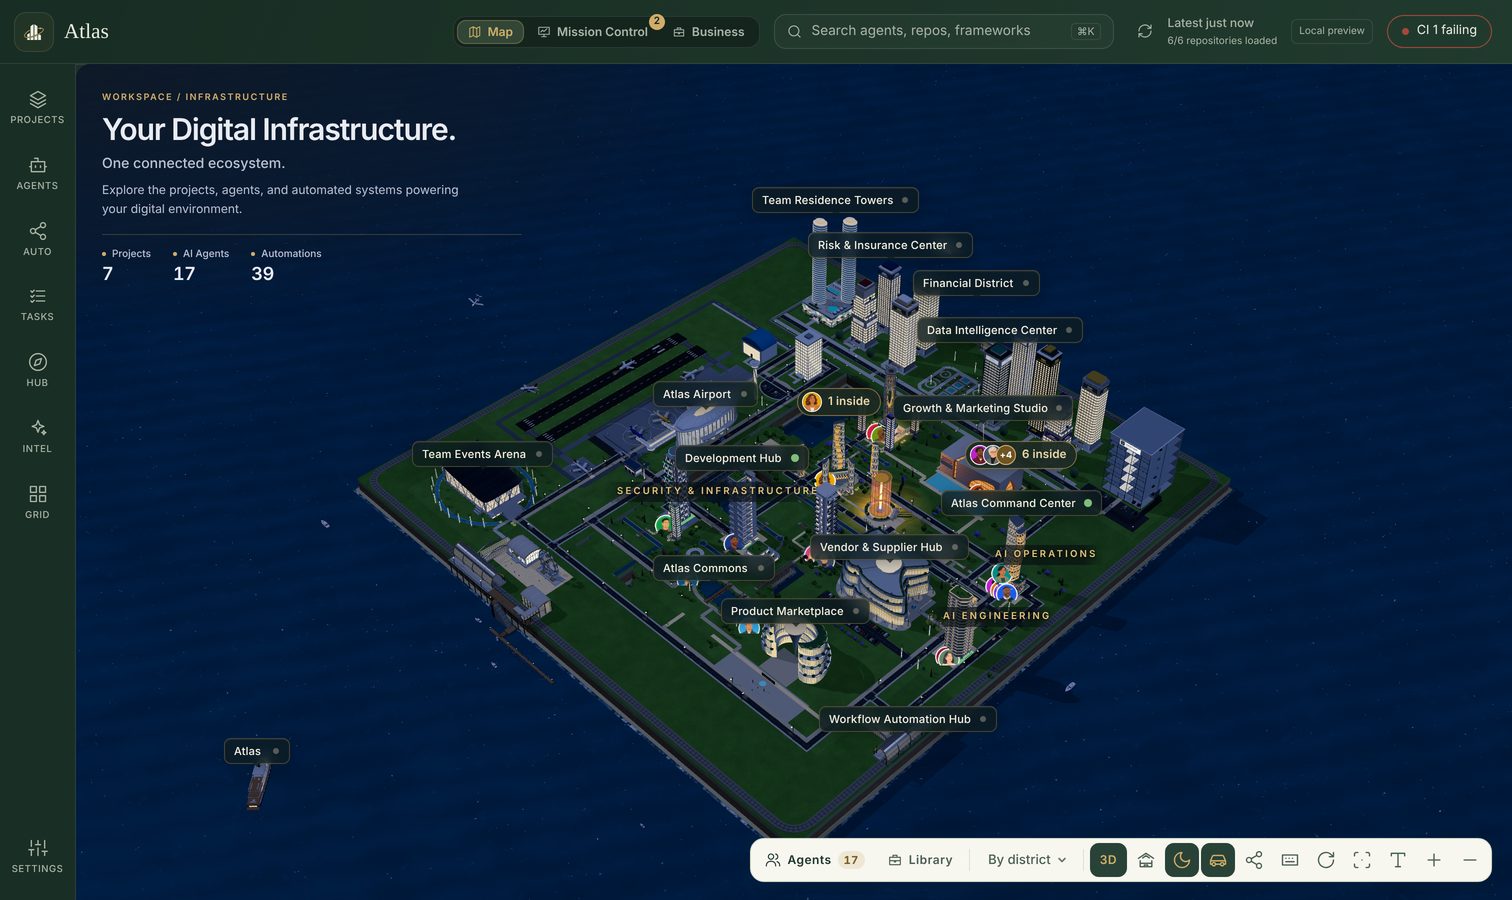 Atlas
Map
Mission Control
2
Business
Search agents, repos, frameworks
⌘K
Latest just now
6/6 repositories loaded
Local preview
CI 1 failing
PROJECTS
AGENTS
AUTO
TASKS
HUB
INTEL
GRID
SETTINGS
WORKSPACE / INFRASTRUCTURE
Your Digital Infrastructure.
One connected ecosystem.
Explore the projects, agents, and automated systems powering
your digital environment.
Projects
7
AI Agents
17
Automations
39
Team Residence Towers
Risk & Insurance Center
Financial District
Data Intelligence Center
Atlas Airport
1 inside
Growth & Marketing Studio
Team Events Arena
Development Hub
+4
6 inside
SECURITY & INFRASTRUCTURE
Atlas Command Center
Vendor & Supplier Hub
AI OPERATIONS
Atlas Commons
Product Marketplace
AI ENGINEERING
Workflow Automation Hub
Atlas
Agents 17
Library
By district
3D